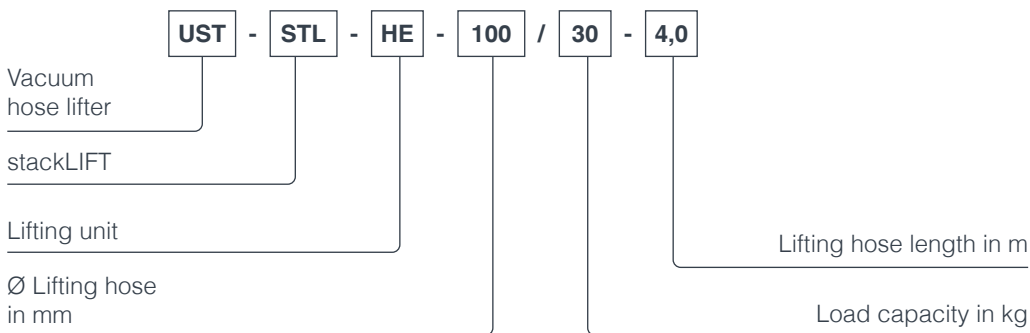 UST - STL - HE - 100 / 30 - 4,0
Vacuum
hose lifter
stackLIFT
Lifting unit
Lifting hose length in m
Ø Lifting hose
in mm
Load capacity in kg